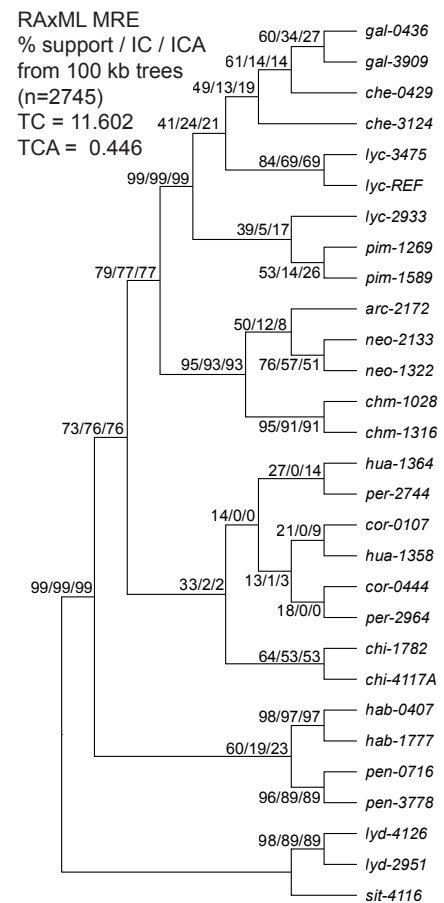 RAxML MRE
% support / IC / ICA
from 100 kb trees
(n=2745)
TC = 11.602
TCA = 0.446
60/34/27
gal-0436
gal-3909
61/14/14
che-0429
49/13/19
che-3124
41/24/21
84/69/69
lyc-3475
lyc-REF
99/99/99
lyc-2933
39/5/17
pim-1269
53/14/26
pim-1589
79/77/77
arc-2172
50/12/8
neo-2133
76/57/51
neo-1322
95/93/93
chm-1028
95/91/91
chm-1316
73/76/76
hua-1364
27/0/14
per-2744
14/0/0
cor-0107
21/0/9
hua-1358
13/1/3
cor-0444
18/0/0
per-2964
99/99/99
33/2/2
chi-1782
64/53/53
chi-4117A
hab-0407
98/97/97
hab-1777
60/19/23
pen-0716
96/89/89
pen-3778
lyd-4126
98/89/89
lyd-2951
sit-4116